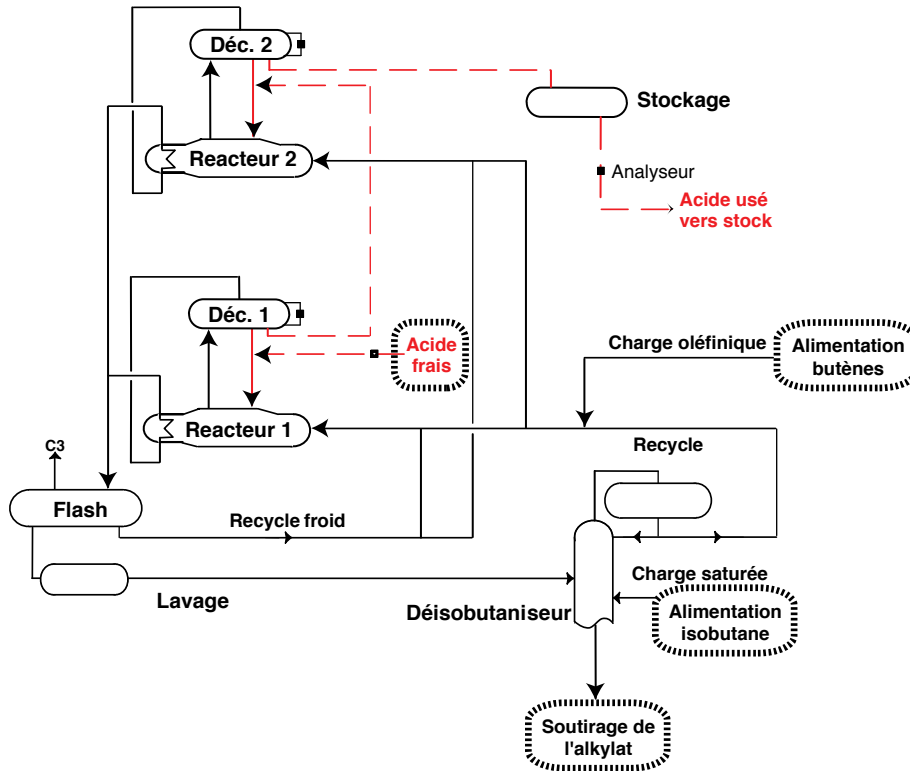 Déc. 2
Stockage
Reacteur 2
Analyseur
Acide usé
vers stock
Déc. 1
Acide
frais
Charge oléfinique
Alimentation
butènes
Reacteur 1
Recycle
C3
Flash
Recycle froid
Lavage
Charge saturée
Déisobutaniseur
Alimentation
isobutane
Soutirage de
l'alkylat